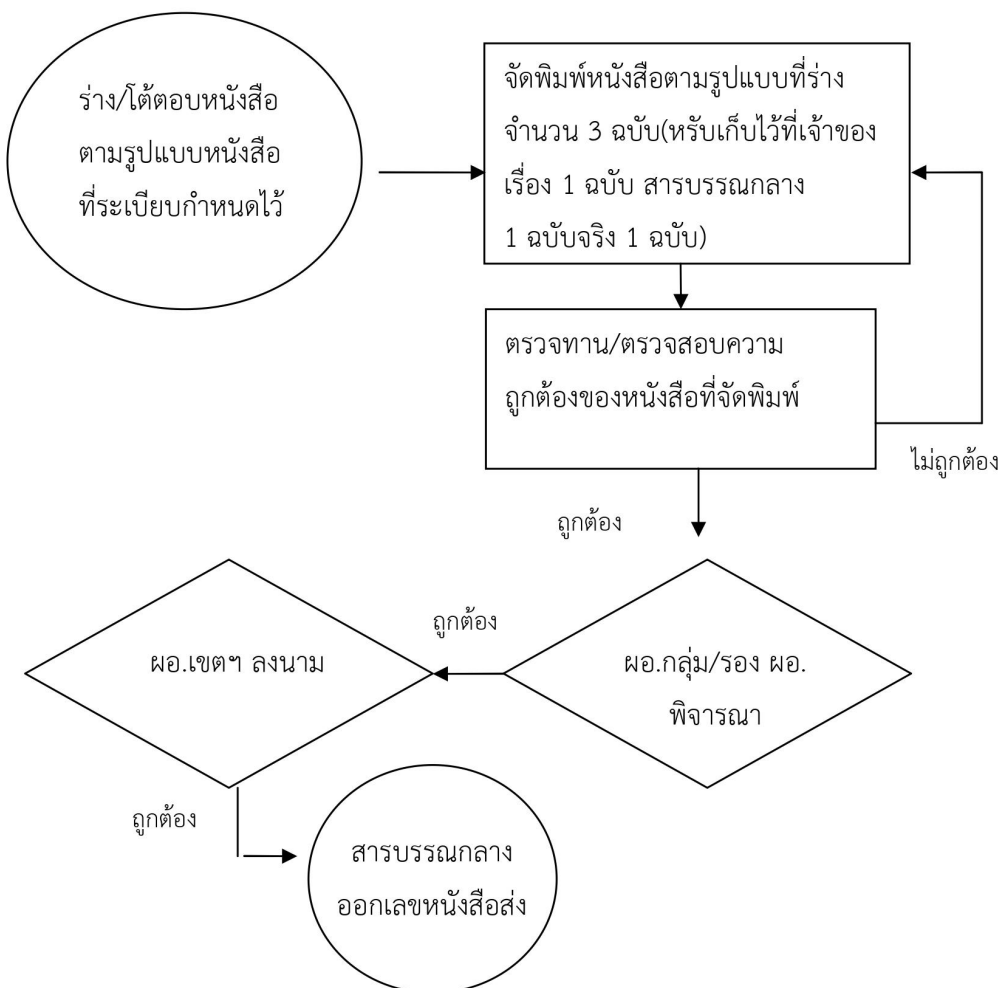 ร่าง/โต้ตอบหนังสือ
ตามรูปแบบหนังสือ
ที่ระเบียบกำหนดไว้
จัดพิมพ์หนังสือตามรูปแบบที่ร่าง
จำนวน 3 ฉบับ(หรับเก็บไว้ที่เจ้าของ
เรื่อง 1 ฉบับ สารบรรณกลาง
1 ฉบับจริง 1 ฉบับ)
ตรวจทาน/ตรวจสอบความ
ถูกต้องของหนังสือที่จัดพิมพ์
ไม่ถูกต้อง
ถูกต้อง
ผอ.กลุ่ม/รอง ผอ.
พิจารณา
ถูกต้อง
ผอ.เขตฯ ลงนาม
ถูกต้อง
สารบรรณกลาง
ออกเลขหนังสือส่ง